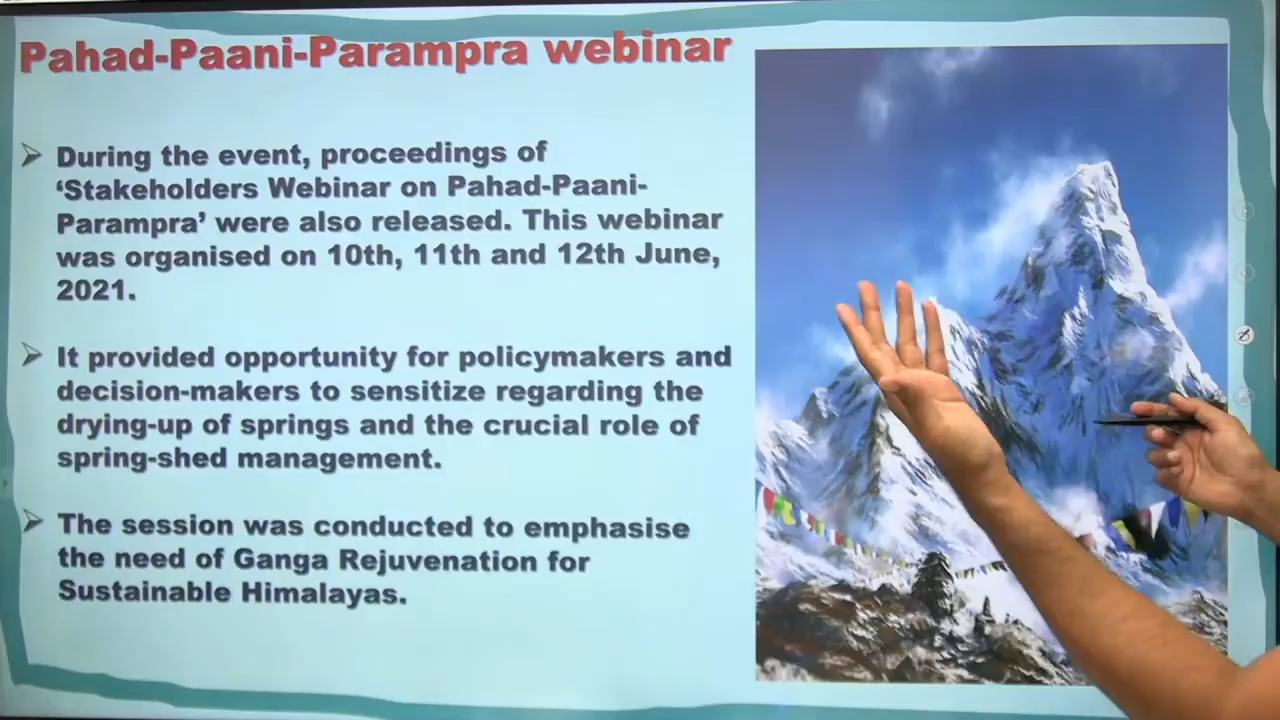 Pahad-Paani-Parampra webinar
During the event, proceedings of
‘Stakeholders Webinar on Pahad-Paani-
Parampra’ were also released. This webinar
was organised on 10th, 11th and 12th June,
2021.
It provided opportunity for policymakers and
decision-makers to sensitize regarding the
drying-up of springs and the crucial role of
spring-shed management.
The session was conducted to emphasise
the need of Ganga Rejuvenation for
Sustainable Himalayas.